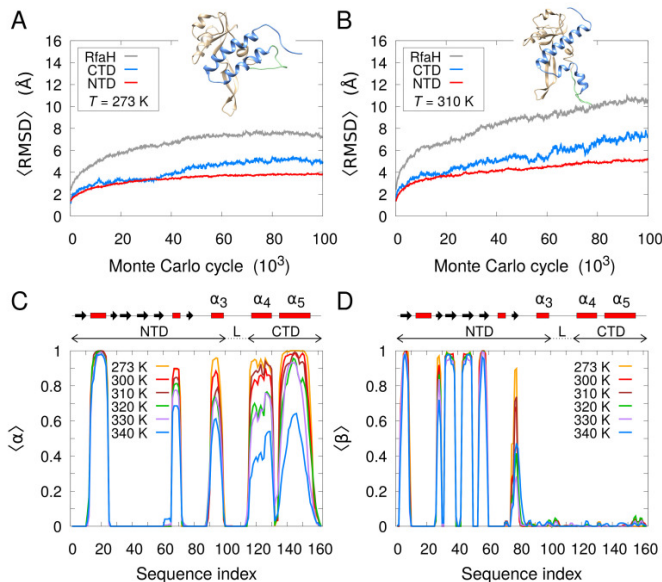 A
B
16
14
12
10
8
6
4
2
0
⟨RMSD⟩ (Å)
RfaH
CTD
NTD
T = 273 K
0 20 40 60 80 100
Monte Carlo cycle (10³)
16
14
12
10
8
6
4
2
0
⟨RMSD⟩ (Å)
RfaH
CTD
NTD
T = 310 K
0 20 40 60 80 100
Monte Carlo cycle (10³)
C
α₃ α₄ α₅
NTD L CTD
1
0.8
0.6
0.4
0.2
0
⟨α⟩
273 K
300 K
310 K
320 K
330 K
340 K
0 20 40 60 80 100 120 140 160
Sequence index
D
α₃ α₄ α₅
NTD L CTD
1
0.8
0.6
0.4
0.2
0
⟨β⟩
273 K
300 K
310 K
320 K
330 K
340 K
0 20 40 60 80 100 120 140 160
Sequence index